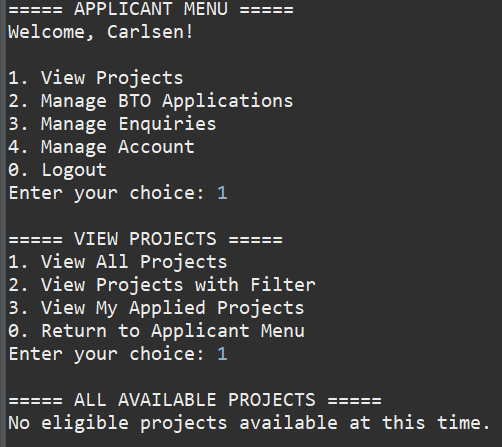 ===== APPLICANT MENU =====
Welcome, Carlsen!
1. View Projects
2. Manage BTO Applications
3. Manage Enquiries
4. Manage Account
0. Logout
Enter your choice: 1
===== VIEW PROJECTS =====
1. View All Projects
2. View Projects with Filter
3. View My Applied Projects
0. Return to Applicant Menu
Enter your choice: 1
===== ALL AVAILABLE PROJECTS =====
No eligible projects available at this time.